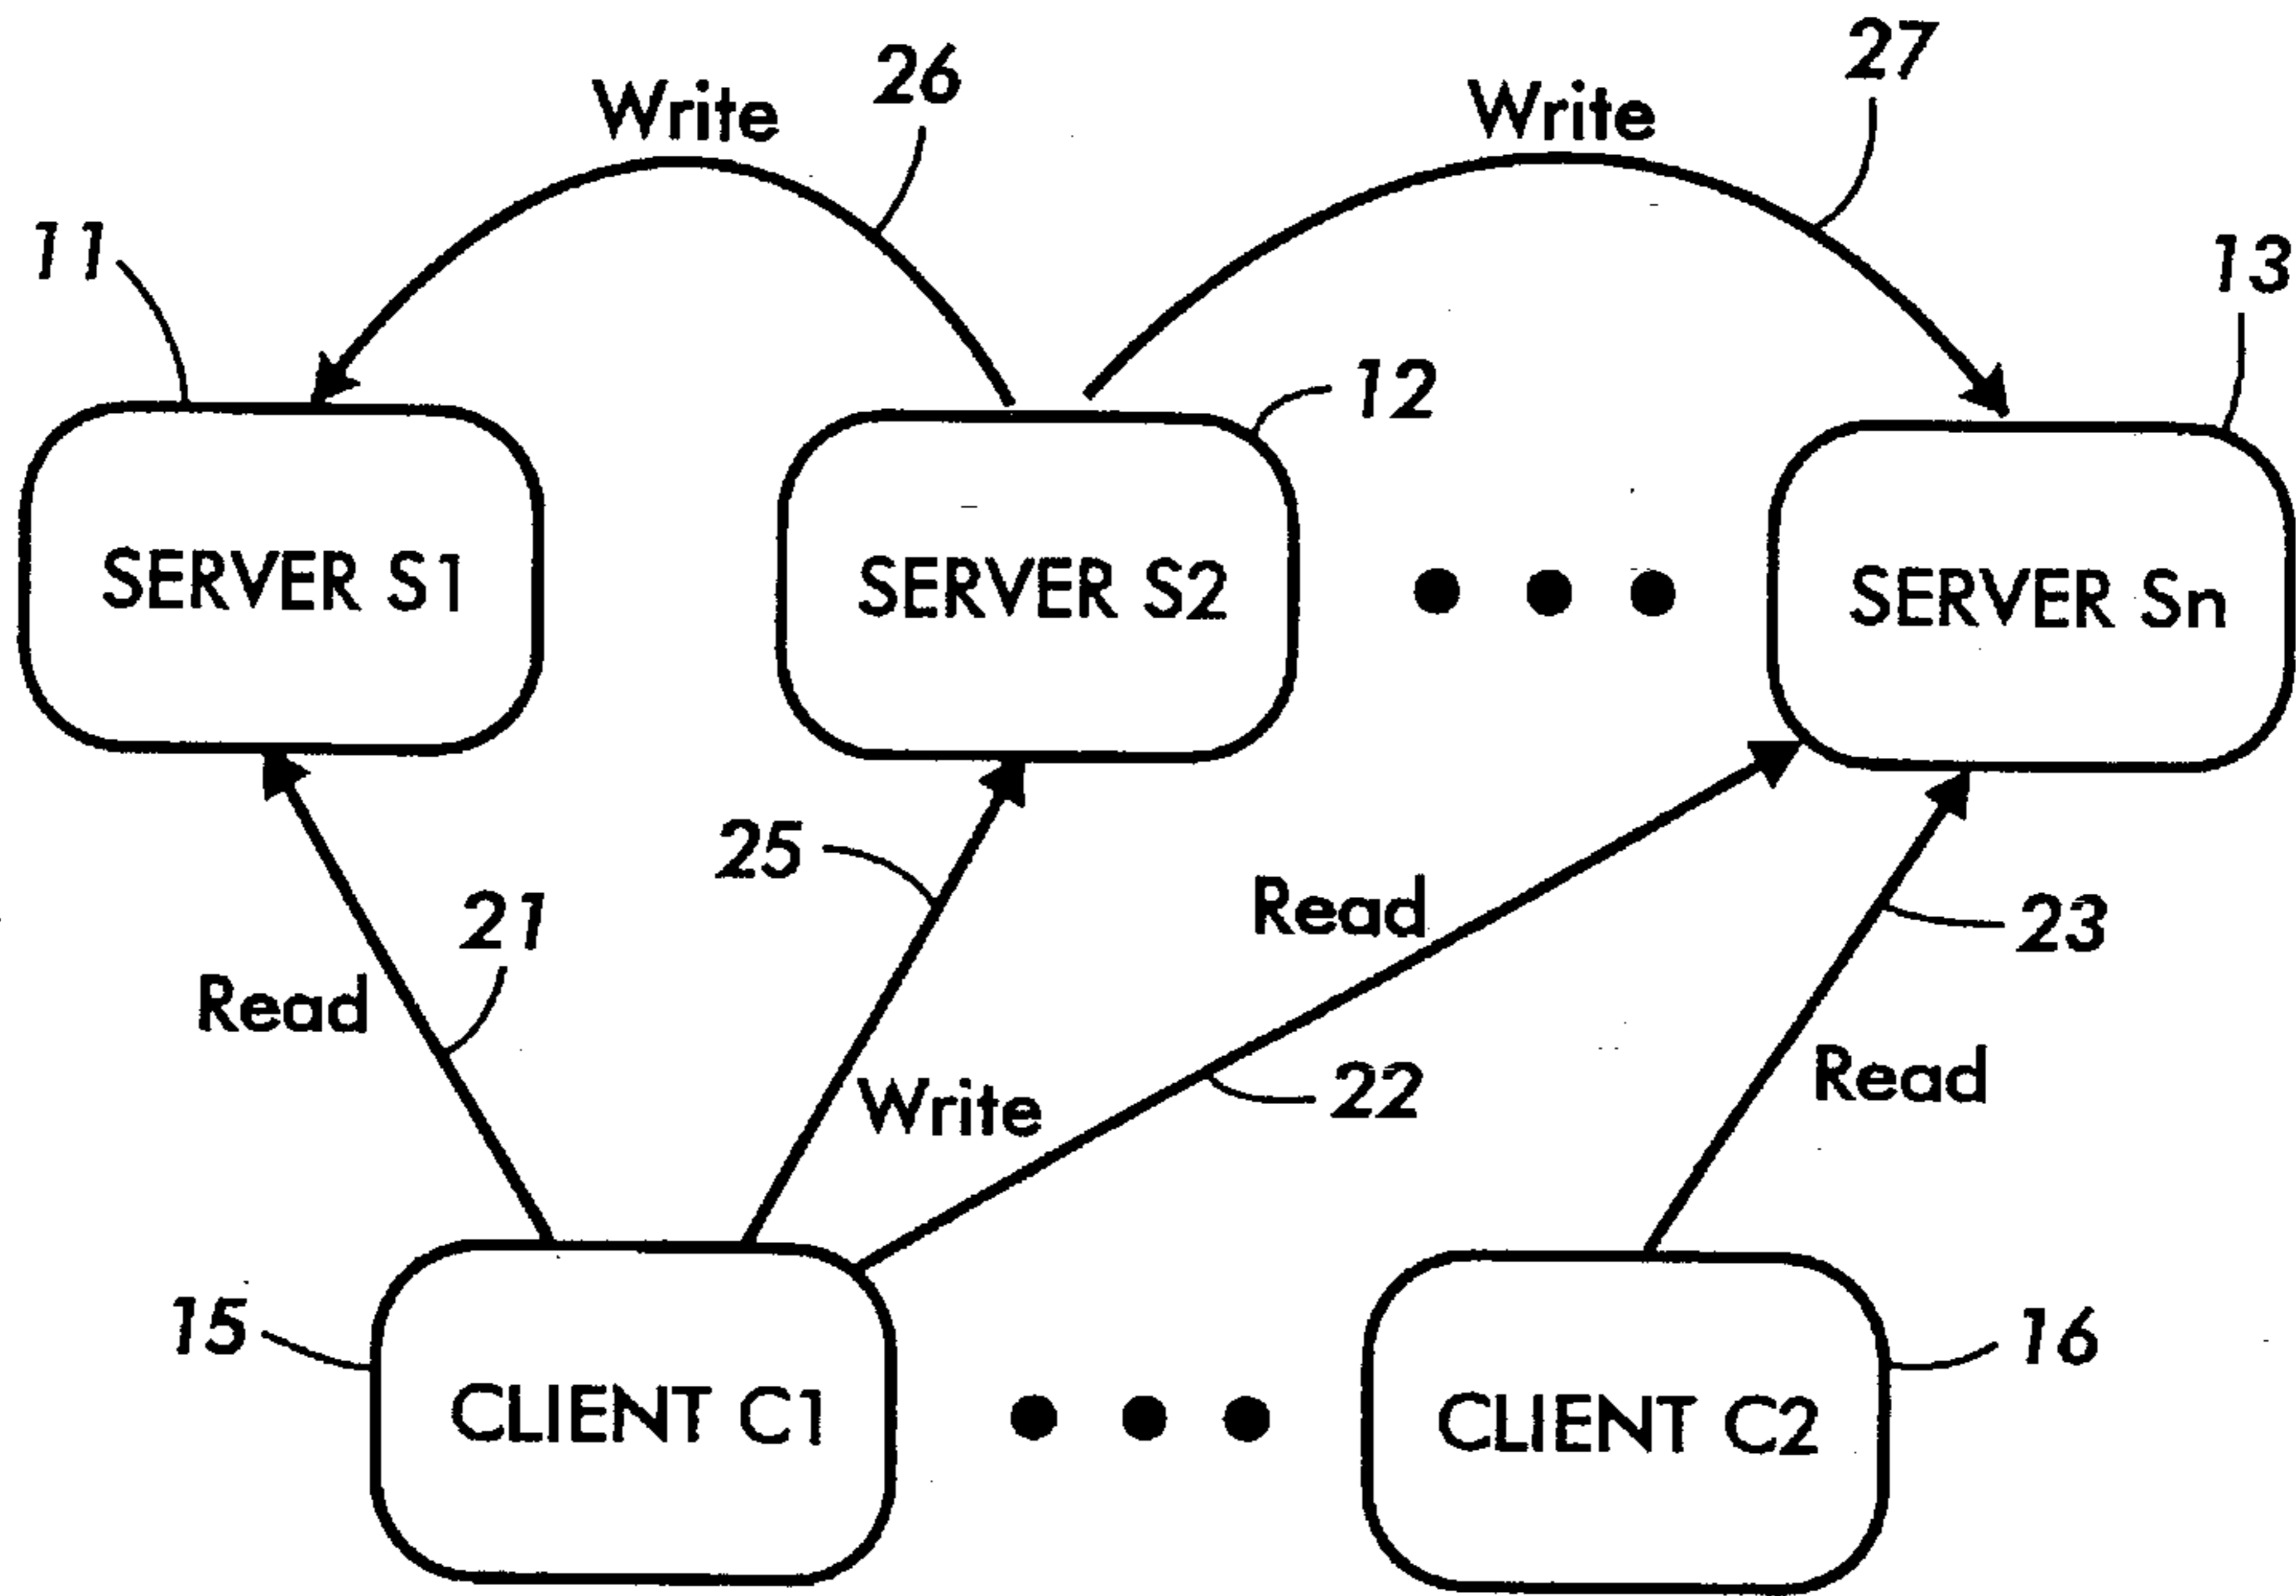 27
26
Write
Write
11
13
12
SERVER S1
SERVER S2
SERVER Sn
25
21
Read
23
Read
22
Read
Write
15
16
CLIENT C1
CLIENT C2